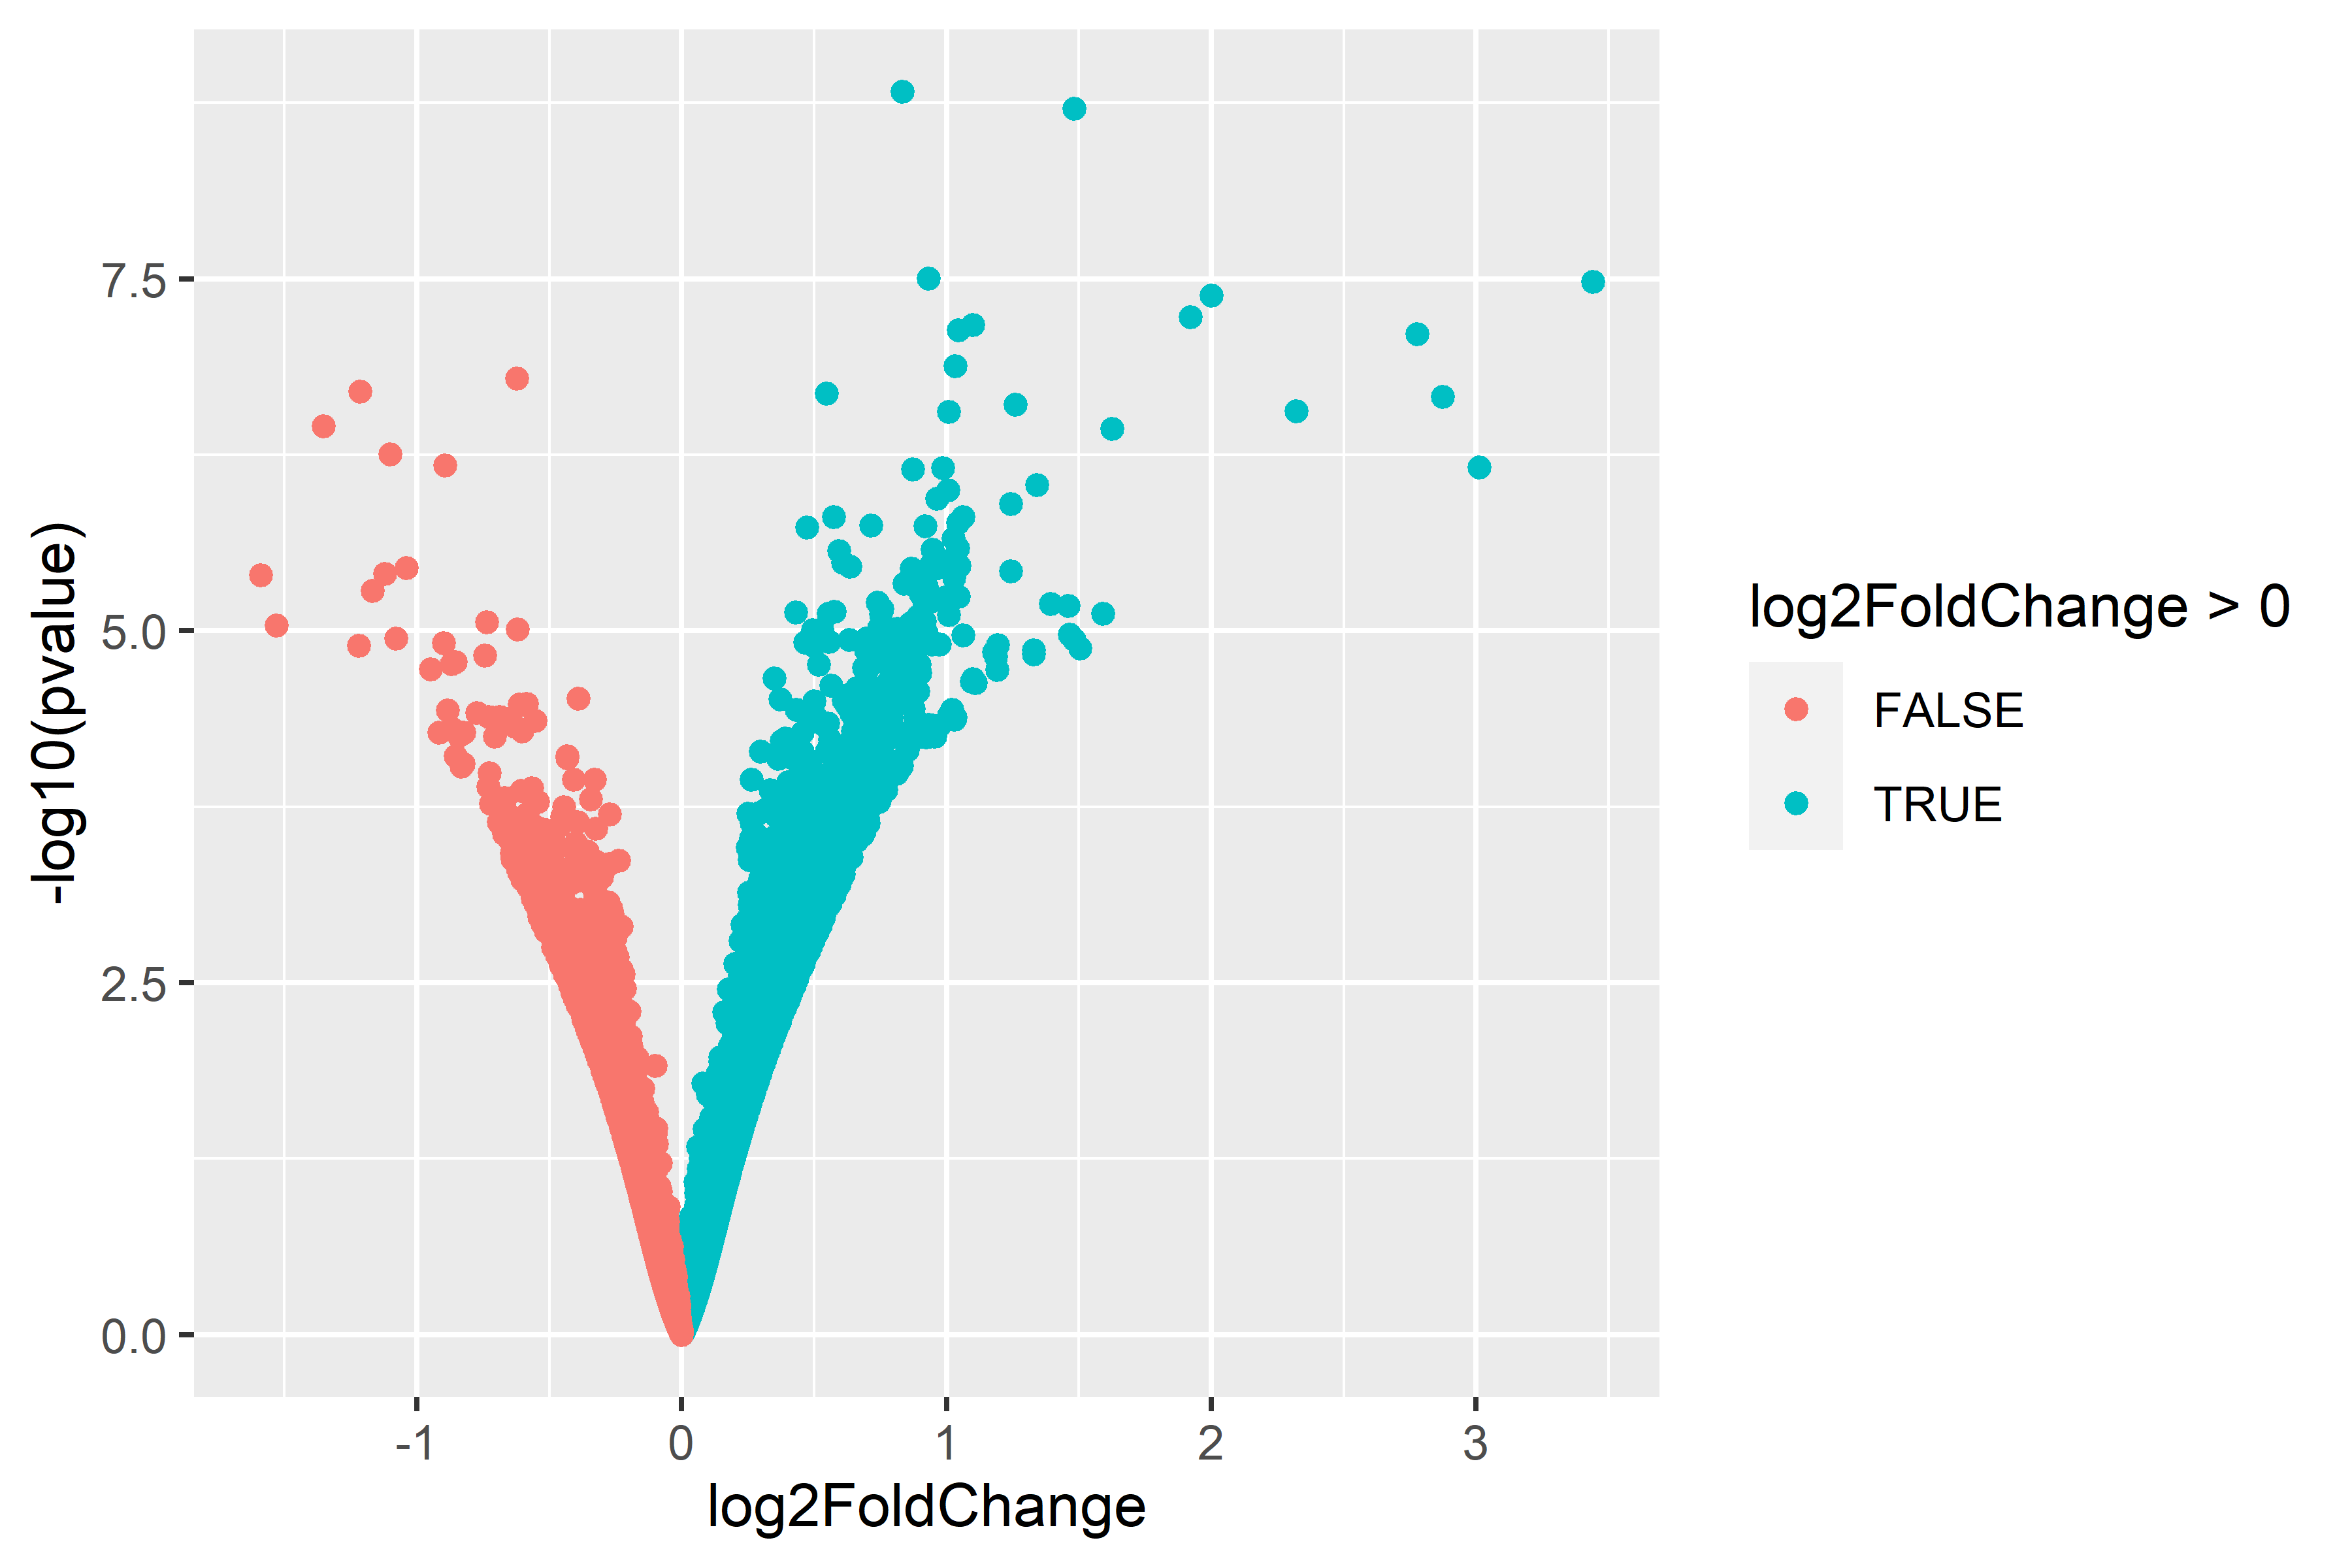 -log10(pvalue)
7.5
5.0
2.5
0.0
-1 0 1 2 3
log2FoldChange
log2FoldChange > 0
FALSE
TRUE